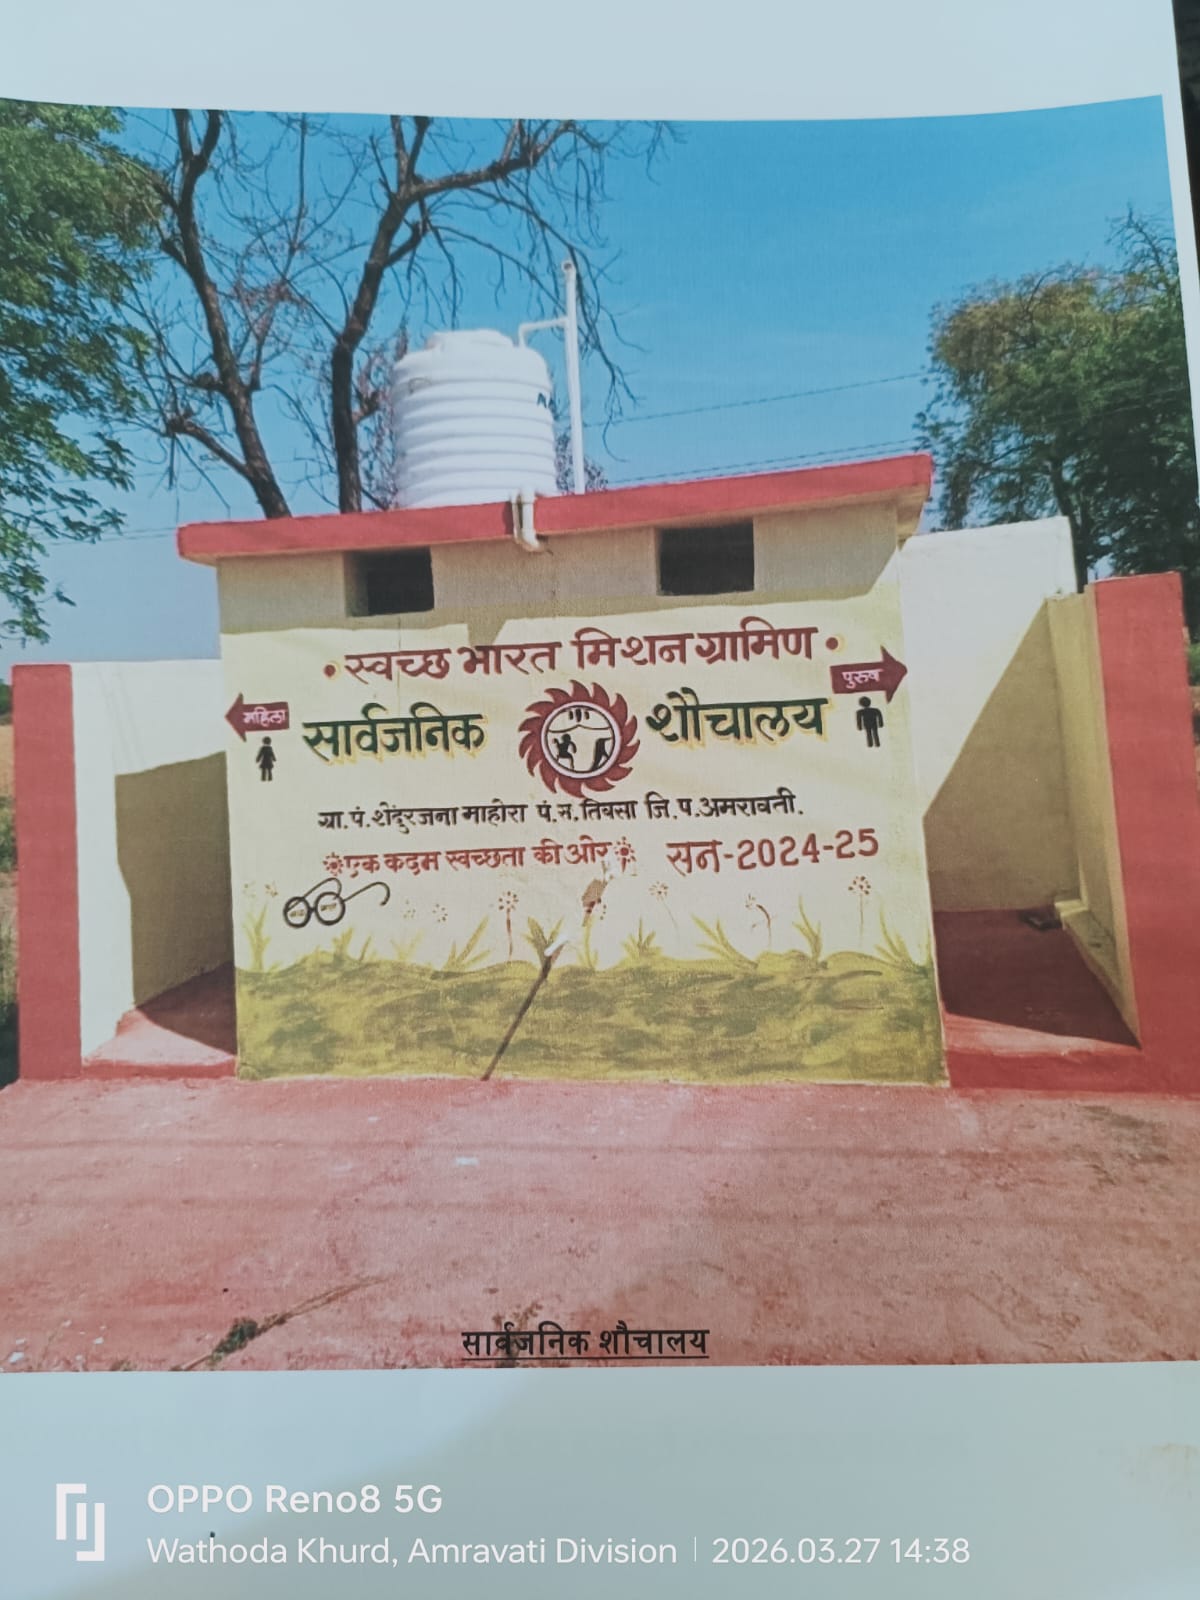 • स्वच्छ भारत मिशन ग्रामिण •
महिला
पुरुष
सार्वजनिक शौचालय
ग्रा.पं.शेंदुरजना माहोरा पं.स.तिवसा जि.प.अमरावती.
एक कदम स्वच्छता की ओर
सन-2024-25
सार्वजनिक शौचालय
OPPO Reno8 5G
Wathoda Khurd, Amravati Division | 2026.03.27 14:38